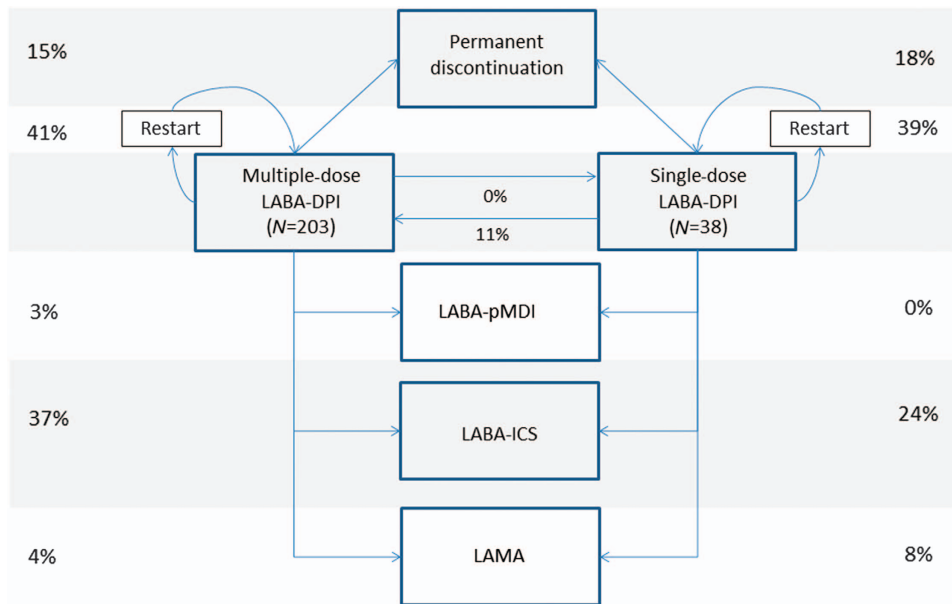 15%
Permanent
discontinuation
18%
41%
Restart
Restart
39%
Multiple-dose
LABA-DPI
(N=203)
0%
11%
Single-dose
LABA-DPI
(N=38)
3%
LABA-pMDI
0%
37%
LABA-ICS
24%
4%
LAMA
8%